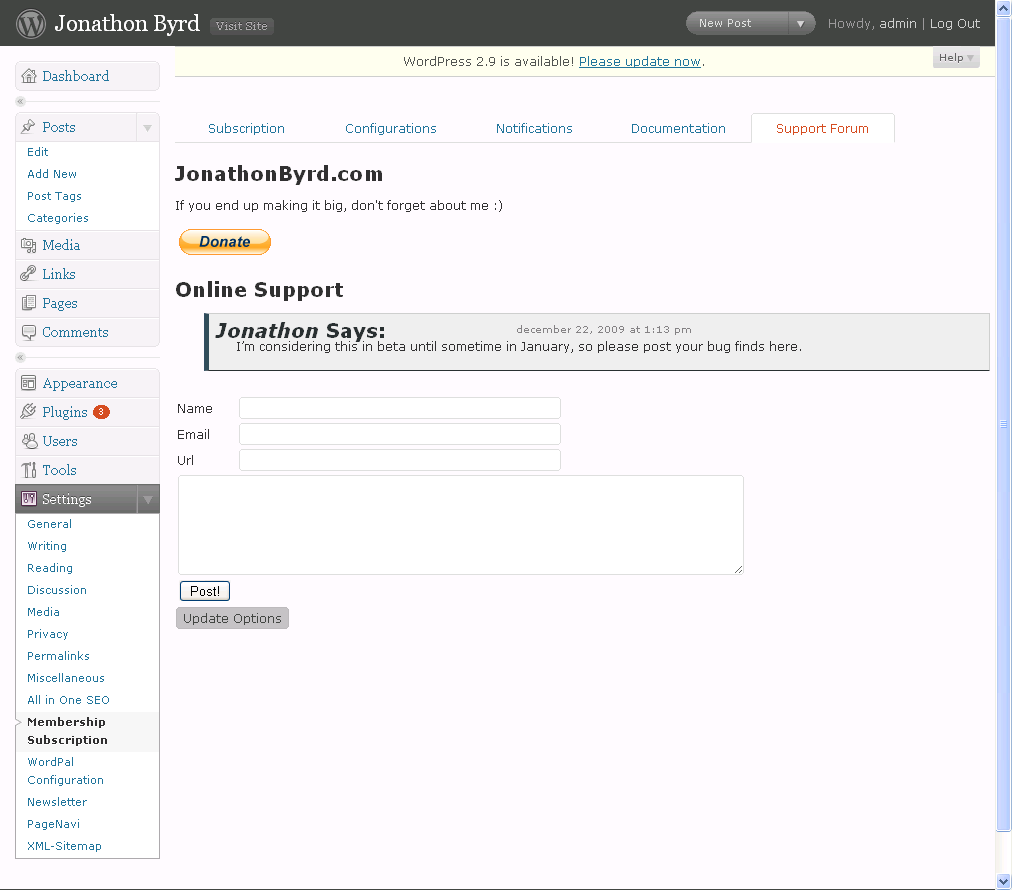 Jonathon Byrd Visit Site New Post Howdy, admin | Log Out
WordPress 2.9 is available! Please update now.
Help
Dashboard
Posts
Edit
Add New
Post Tags
Categories
Media
Links
Pages
Comments
Appearance
Plugins 3
Users
Tools
Settings
General
Writing
Reading
Discussion
Media
Privacy
Permalinks
Miscellaneous
All in One SEO
Membership
Subscription
WordPal
Configuration
Newsletter
PageNavi
XML-Sitemap
Subscription Configurations Notifications Documentation Support Forum
JonathonByrd.com
If you end up making it big, don't forget about me :)
Donate
Online Support
Jonathon Says: december 22, 2009 at 1:13 pm
I'm considering this in beta until sometime in January, so please post your bug finds here.
Name
Email
Url
Post!
Update Options